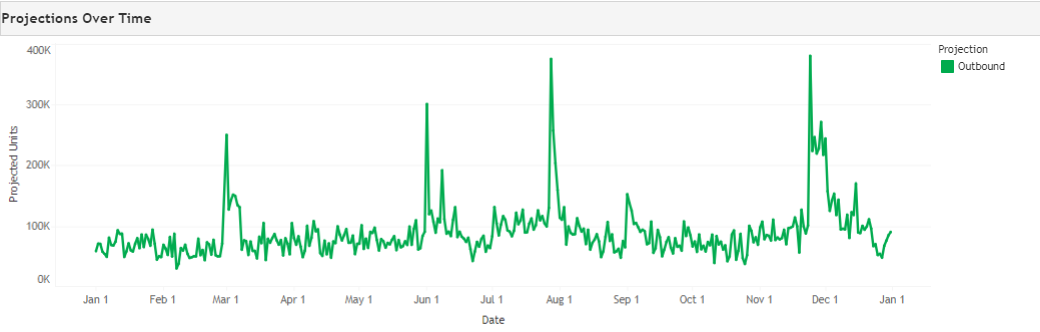 Projections Over Time
Projection
Outbound
400K
300K
200K
100K
0K
Projected Units
Jan 1 Feb 1 Mar 1 Apr 1 May 1 Jun 1 Jul 1 Aug 1 Sep 1 Oct 1 Nov 1 Dec 1 Jan 1
Date